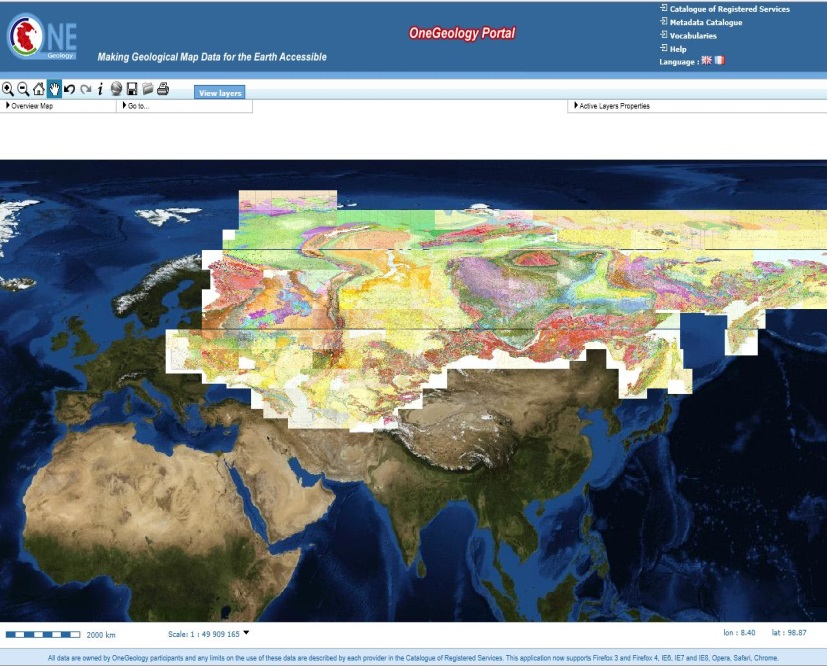 NE
Geology
Making Geological Map Data for the Earth Accessible
OneGeology Portal
Catalogue of Registered Services
Metadata Catalogue
Vocabularies
Help
Language :
View layers
Overview Map
Go to...
Active Layers Properties
2000 km
Scale: 1 : 49 909 165
lon : 8.40 lat : 98.87
All data are owned by OneGeology participants and any limits on the use of these data are described by each provider in the Catalogue of Registered Services. This application now supports Firefox 3 and Firefox 4, IE6, IE7 and IE8, Opera, Safari, Chrome.